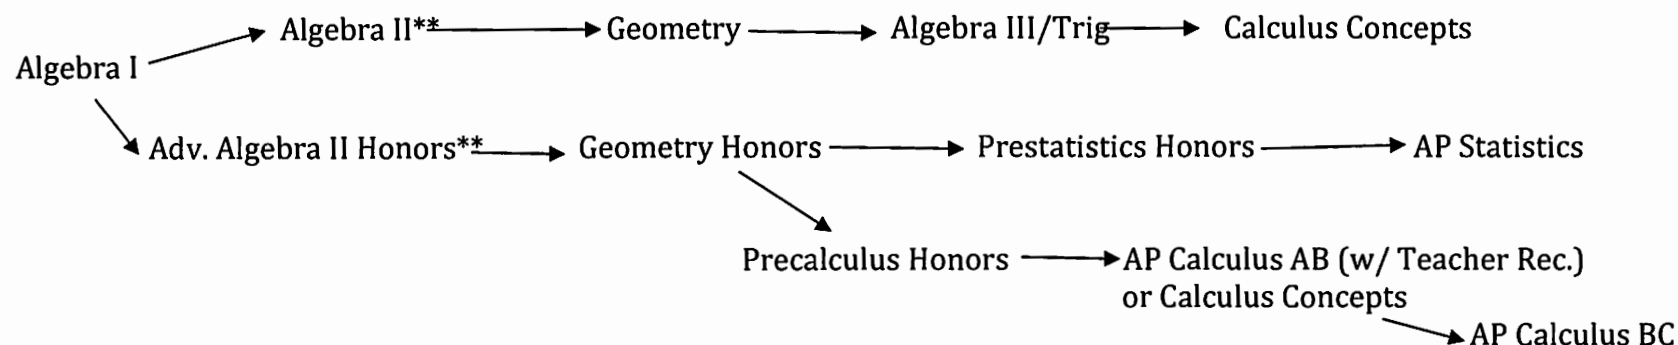 Algebra II** Geometry Algebra III/Trig Calculus Concepts
Algebra I
Adv. Algebra II Honors** Geometry Honors Prestatistics Honors AP Statistics
Precalculus Honors AP Calculus AB (w/ Teacher Rec.)
or Calculus Concepts
AP Calculus BC